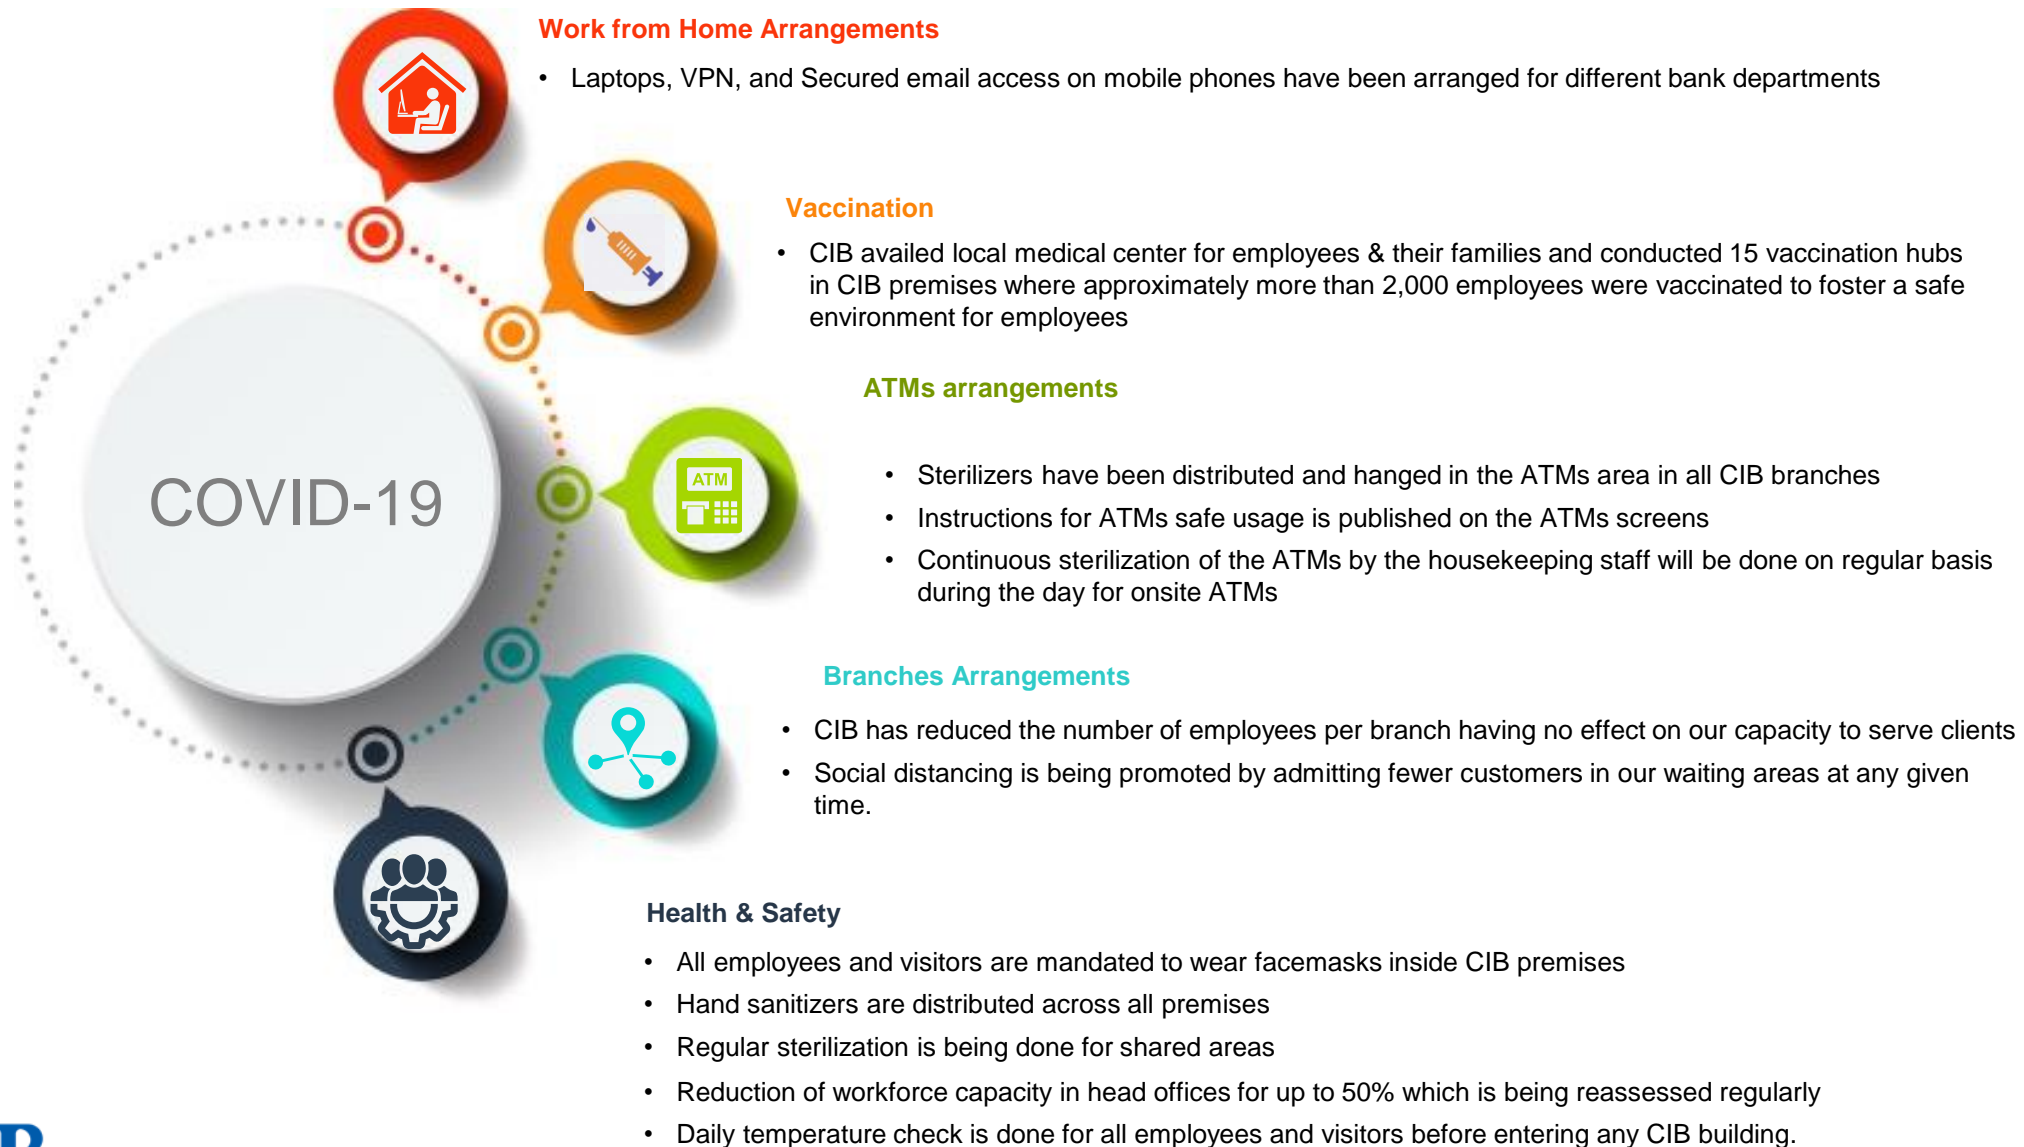 Work from Home Arrangements
• Laptops, VPN, and Secured email access on mobile phones have been arranged for different bank departments
Vaccination
• CIB availed local medical center for employees & their families and conducted 15 vaccination hubs
in CIB premises where approximately more than 2,000 employees were vaccinated to foster a safe
environment for employees
ATMs arrangements
ATM
• Sterilizers have been distributed and hanged in the ATMs area in all CIB branches
COVID-19
• Instructions for ATMs safe usage is published on the ATMs screens
• Continuous sterilization of the ATMs by the housekeeping staff will be done on regular basis
during the day for onsite ATMs
Branches Arrangements
• CIB has reduced the number of employees per branch having no effect on our capacity to serve clients
• Social distancing is being promoted by admitting fewer customers in our waiting areas at any given
time.
Health & Safety
• All employees and visitors are mandated to wear facemasks inside CIB premises
• Hand sanitizers are distributed across all premises
• Regular sterilization is being done for shared areas
• Reduction of workforce capacity in head offices for up to 50% which is being reassessed regularly
• Daily temperature check is done for all employees and visitors before entering any CIB building.